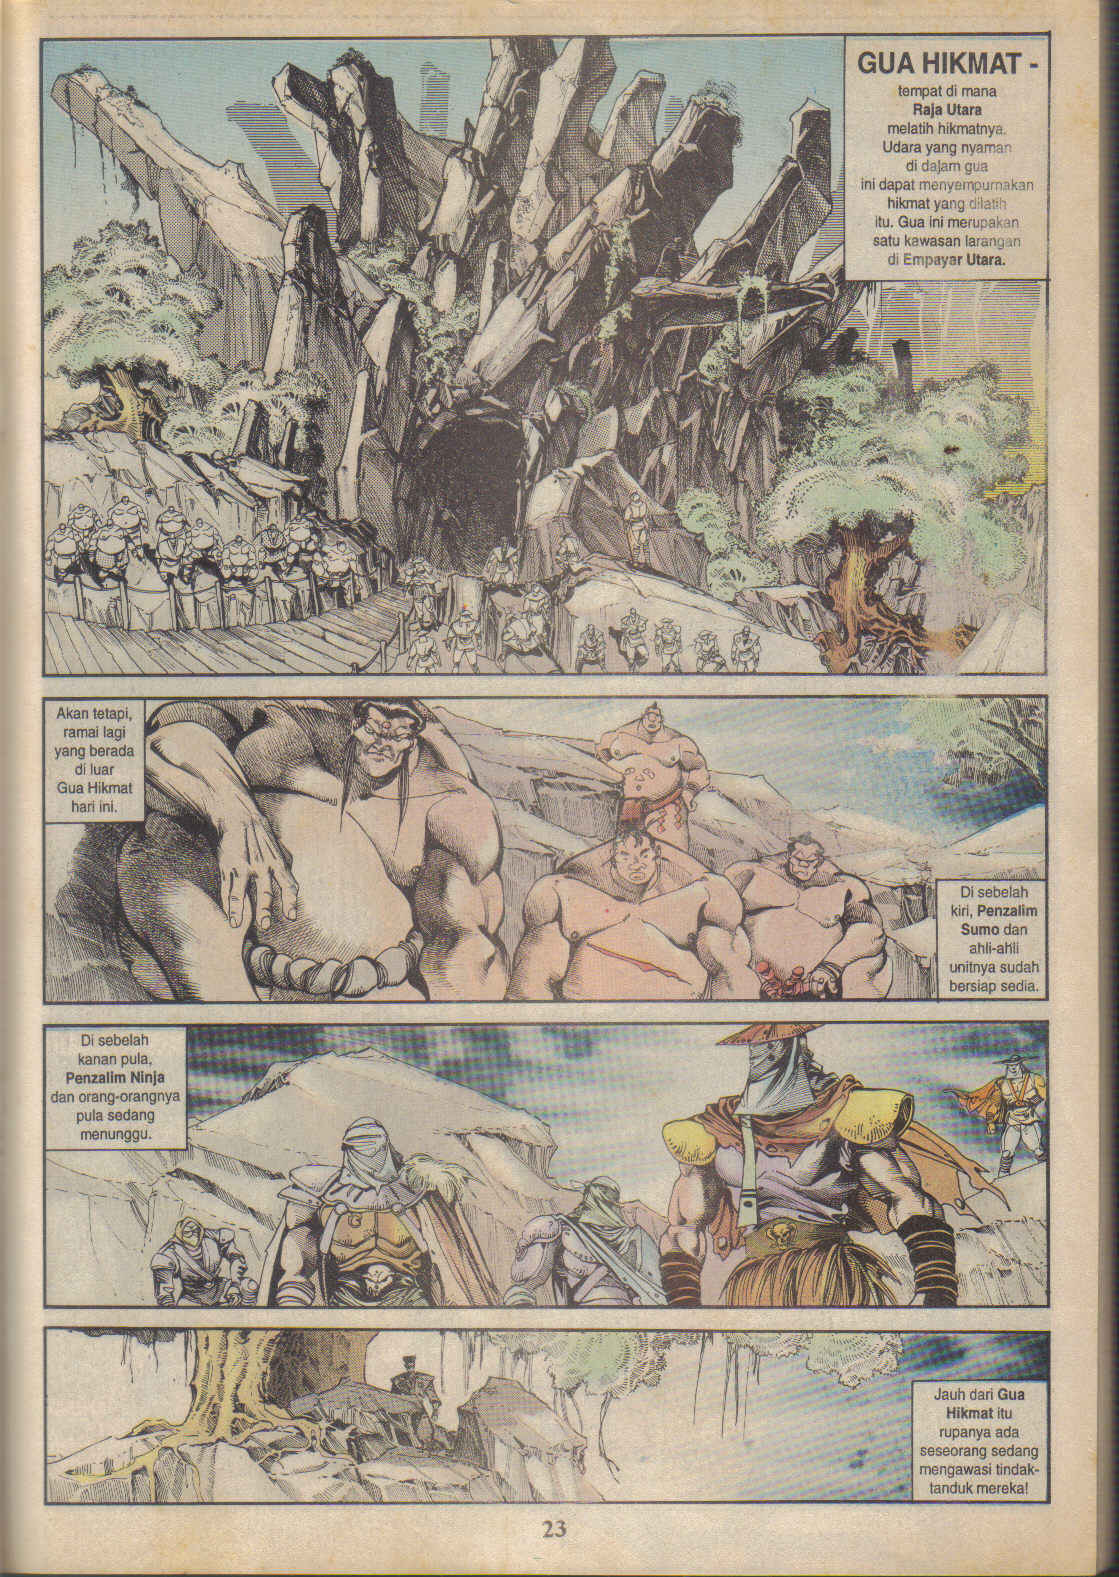 GUA HIKMAT -
tempat di mana
Raja Utara
melatih hikmatnya.
Udara yang nyaman
di dalam gua
ini dapat menyempurnakan
hikmat yang dilatih
itu. Gua ini merupakan
satu kawasan larangan
di Empayar Utara.
Akan tetapi,
ramai lagi
yang berada
di luar
Gua Hikmat
hari ini.
Di sebelah
kiri, Penzalim
Sumo dan
ahli-ahli
unitnya sudah
bersiap sedia.
Di sebelah
kanan pula,
Penzalim Ninja
dan orang-orangnya
pula sedang
menunggu.
Jauh dari Gua
Hikmat itu
rupanya ada
seseorang sedang
mengawasi tindak-
tanduk mereka!
23